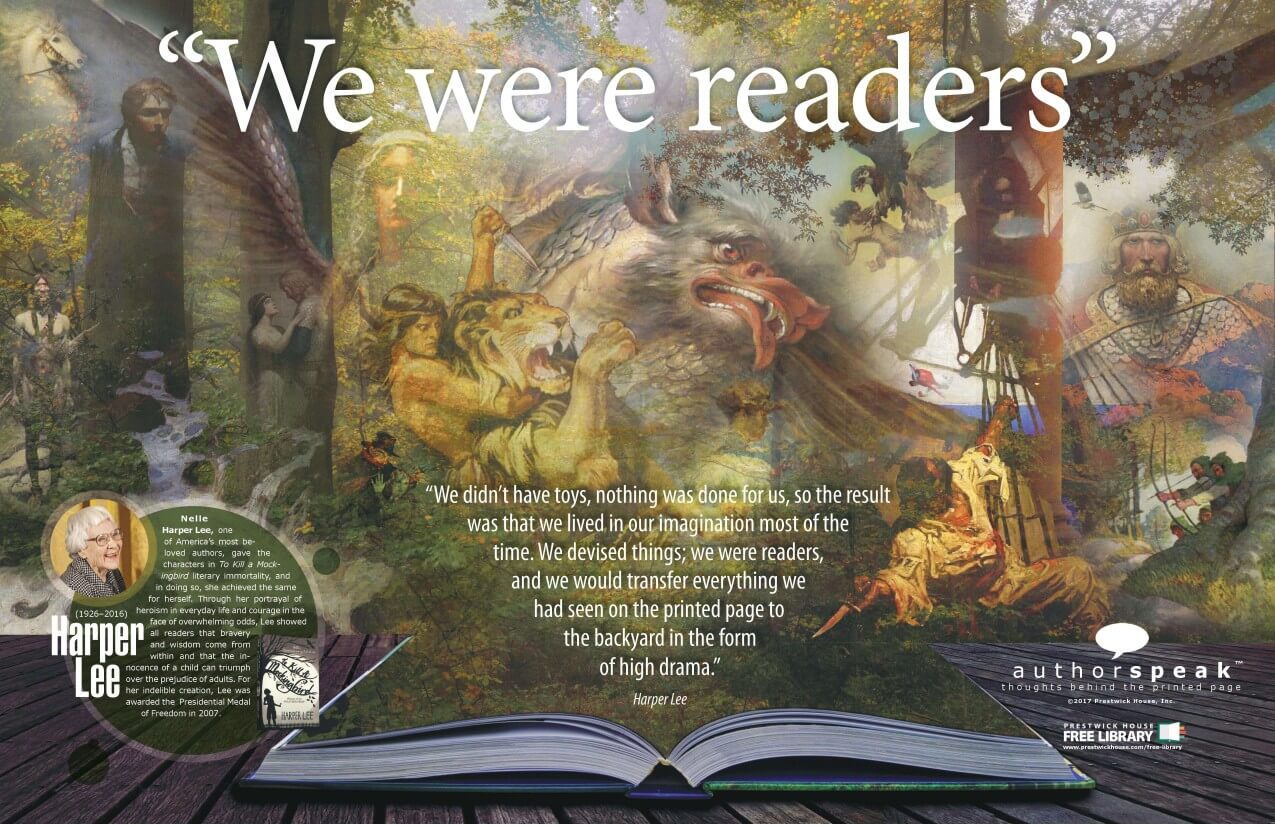 “We were readers”
“We didn’t have toys, nothing was done for us, so the result
was that we lived in our imagination most of the
time. We devised things; we were readers,
and we would transfer everything we
had seen on the printed page to
the backyard in the form
of high drama.”
Harper Lee
Nelle
Harper Lee, one
of America’s most be-
loved authors, gave the
characters in To Kill a Mock-
ingbird literary immortality, and
in doing so, she achieved the same
for herself. Through her portrayal of
heroism in everyday life and courage in the
face of overwhelming odds, Lee showed
all readers that bravery
and wisdom come from
within and that the in-
nocence of a child can triumph
over the prejudice of adults. For
her indelible creation, Lee was
awarded the Presidential Medal
of Freedom in 2007.
(1926–2016)
Harper
Lee
To Kill a
Mockingbird
HARPER LEE
authorspeak™
thoughts behind the printed page
©2017 Prestwick House, Inc.
PRESTWICK HOUSE
FREE LIBRARY
www.prestwickhouse.com/free-library